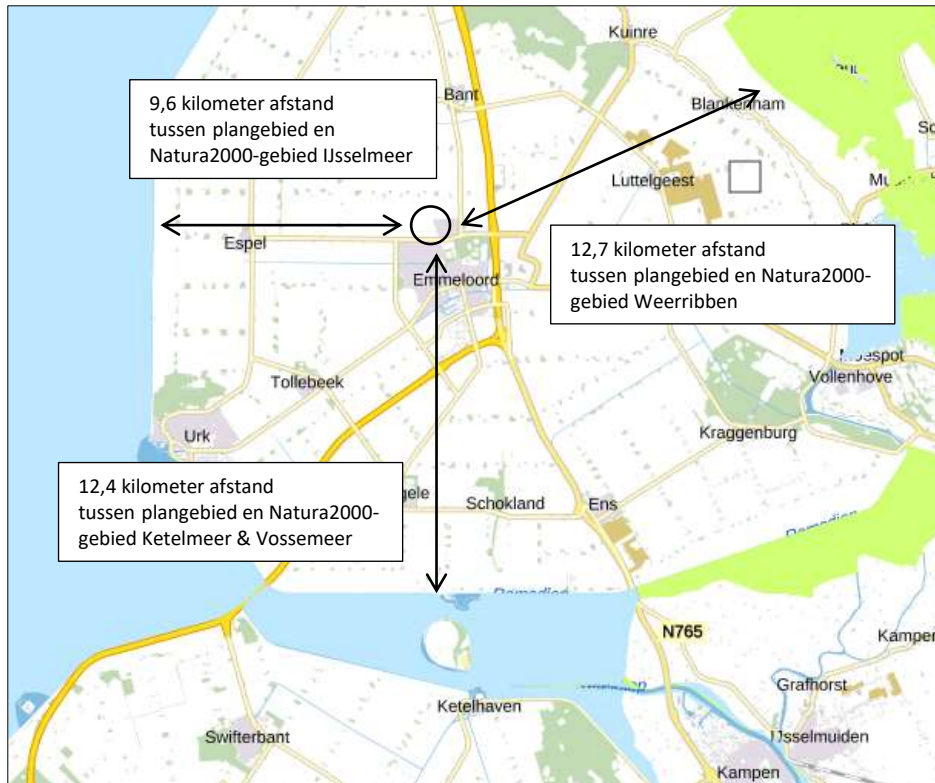 Kuinre
9,6 kilometer afstand
tussen plangebied en
Natura2000-gebied IJsselmeer
Bant
Blankenham
Luttelgeest
Espel
12,7 kilometer afstand
tussen plangebied en Natura2000-
gebied Weerribben
Emmeloord
Tollebeek
Vollenhove
Urk
Kraggenburg
12,4 kilometer afstand
tussen plangebied en Natura2000-
gebied Ketelmeer & Vossemeer
Schokland
Ens
N765
Kamper
Grafhorst
Ketelhaven
Swifterbant
IJsselmuiden
Kampen